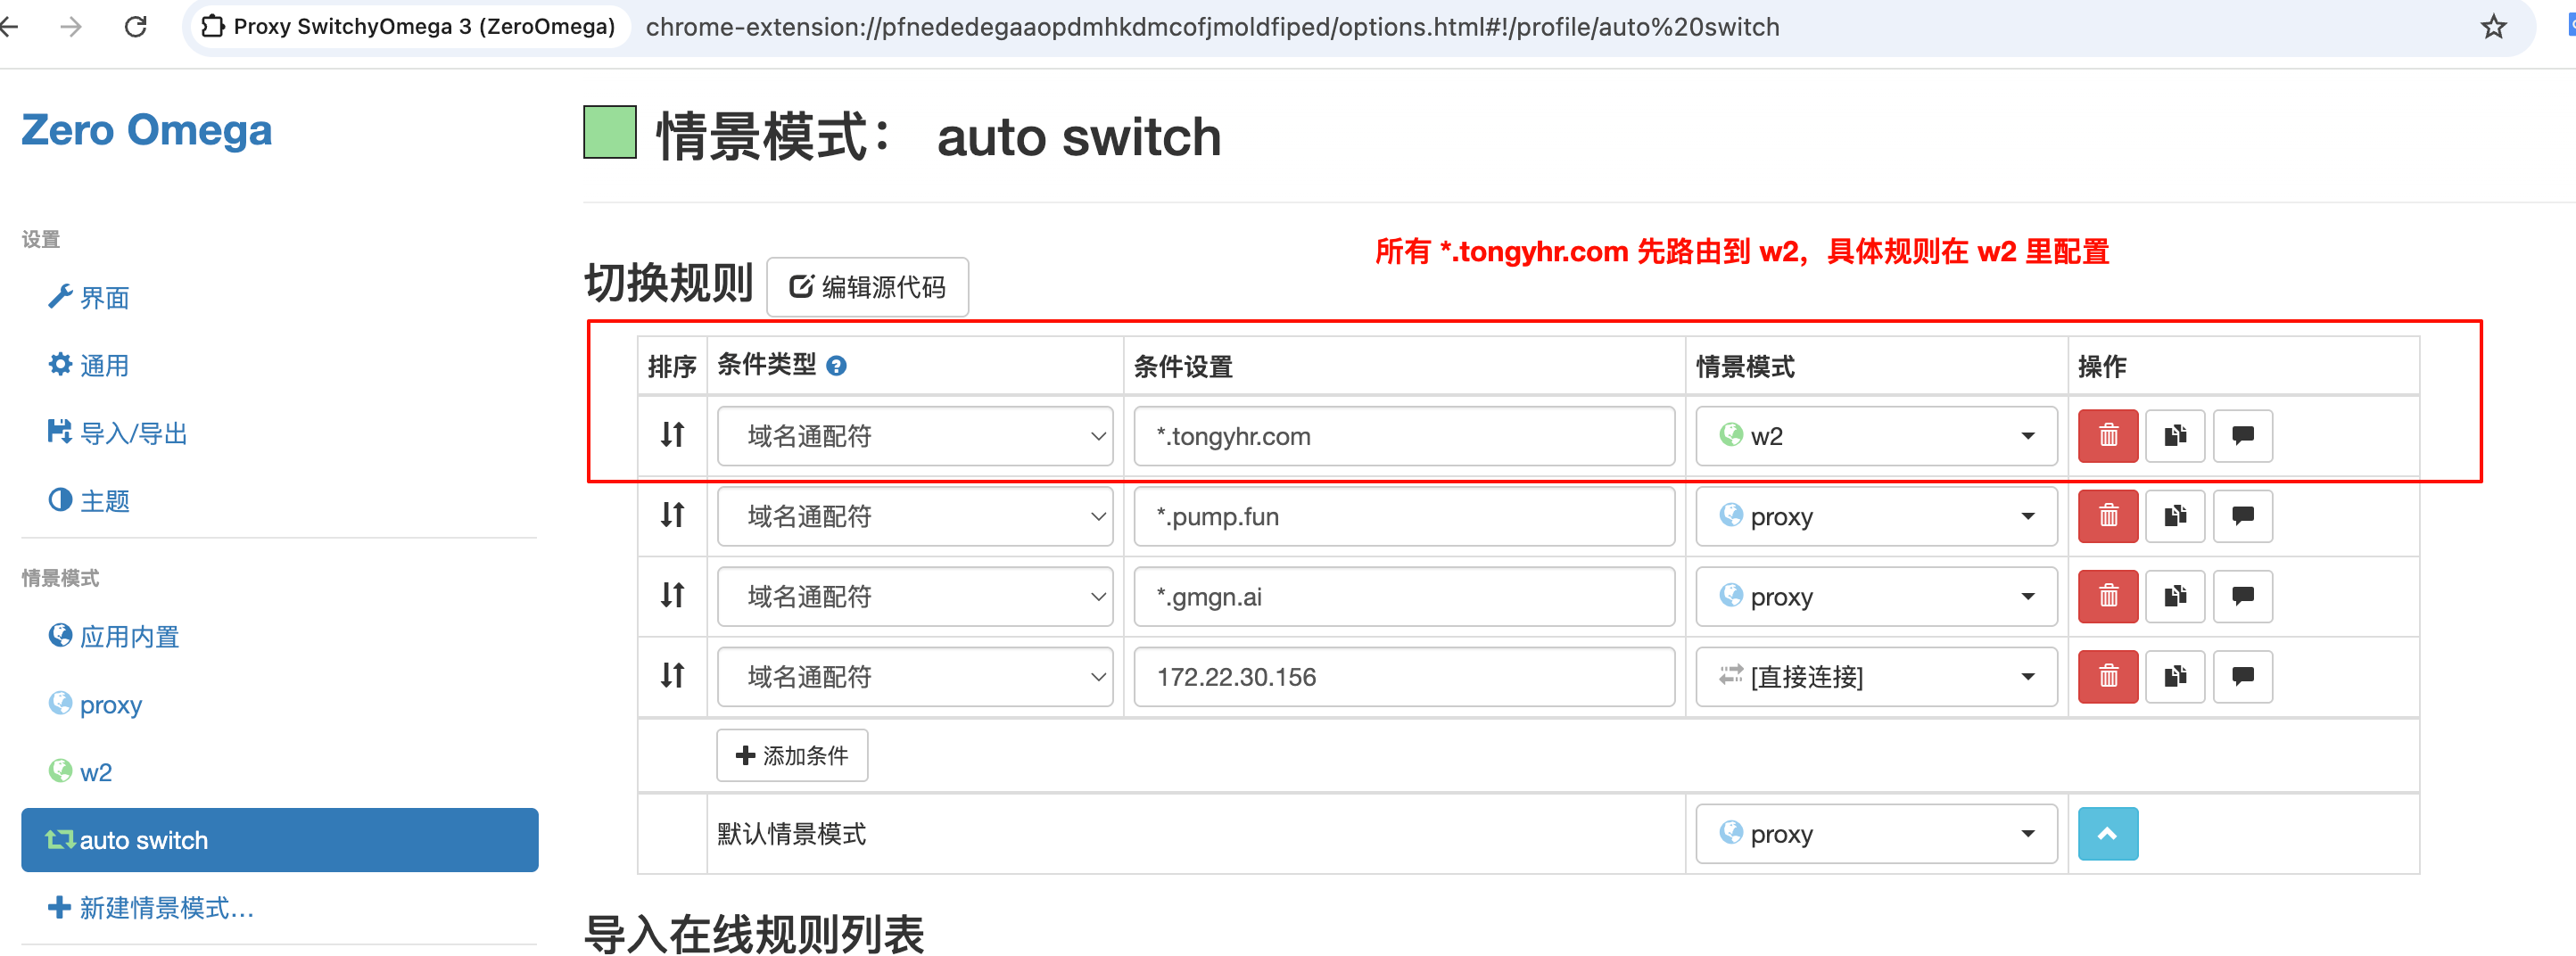 Proxy SwitchyOmega 3 (ZeroOmega) chrome-extension://pfnededegaaopdmhkdmcofjmoldfiped/options.html#!/profile/auto%20switch
Zero Omega
设置
界面
通用
导入/导出
主题
情景模式
应用内置
proxy
w2
auto switch
新建情景模式…
情景模式： auto switch
所有 *.tongyhr.com 先路由到 w2，具体规则在 w2 里配置
切换规则 编辑源代码
排序 条件类型 条件设置 情景模式 操作
域名通配符 *.tongyhr.com w2
域名通配符 *.pump.fun proxy
域名通配符 *.gmgn.ai proxy
域名通配符 172.22.30.156 [直接连接]
添加条件
默认情景模式 proxy
导入在线规则列表